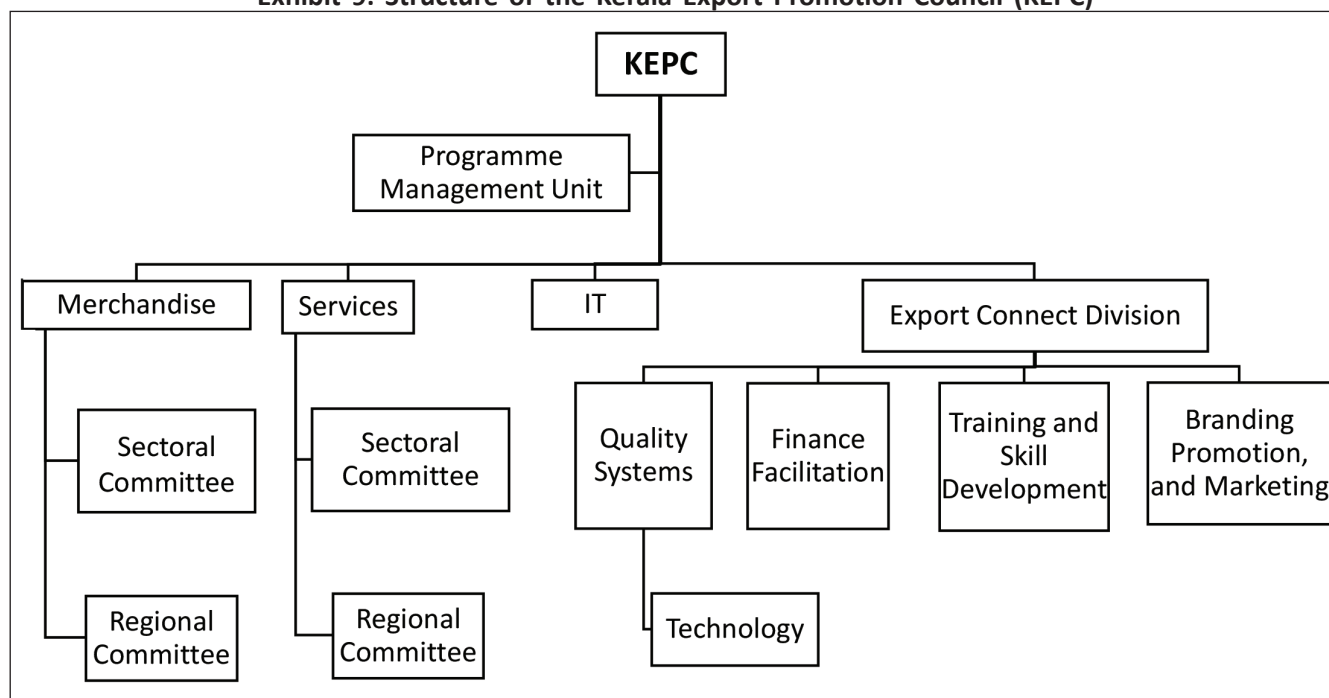 Exhibit 9: Structure of the Kerala Export Promotion Council (KEPC)
KEPC
Programme
Management Unit
Merchandise
Services
IT
Export Connect Division
Sectoral
Committee
Sectoral
Committee
Quality
Systems
Finance
Facilitation
Training and
Skill
Development
Branding
Promotion,
and Marketing
Regional
Committee
Regional
Committee
Technology